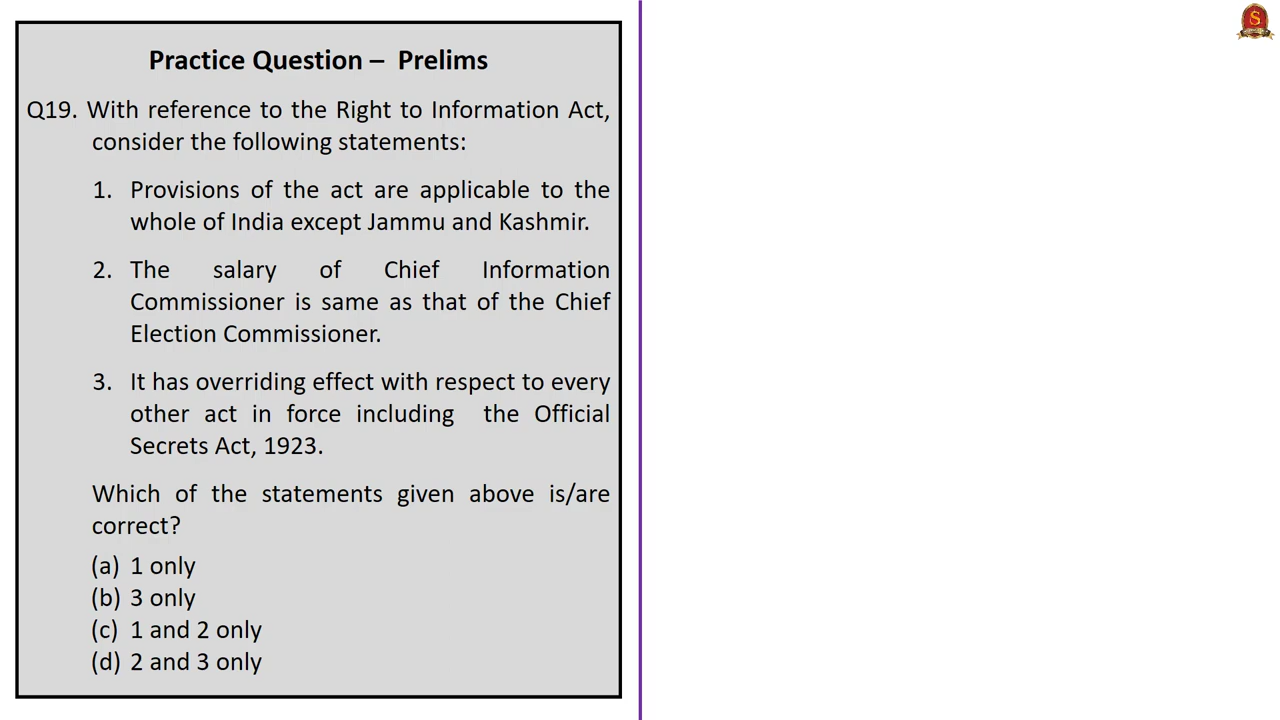 S
Practice Question – Prelims
Q19. With reference to the Right to Information Act,
consider the following statements:
1. Provisions of the act are applicable to the
whole of India except Jammu and Kashmir.
2. The salary of Chief Information
Commissioner is same as that of the Chief
Election Commissioner.
3. It has overriding effect with respect to every
other act in force including the Official
Secrets Act, 1923.
Which of the statements given above is/are
correct?
(a) 1 only
(b) 3 only
(c) 1 and 2 only
(d) 2 and 3 only